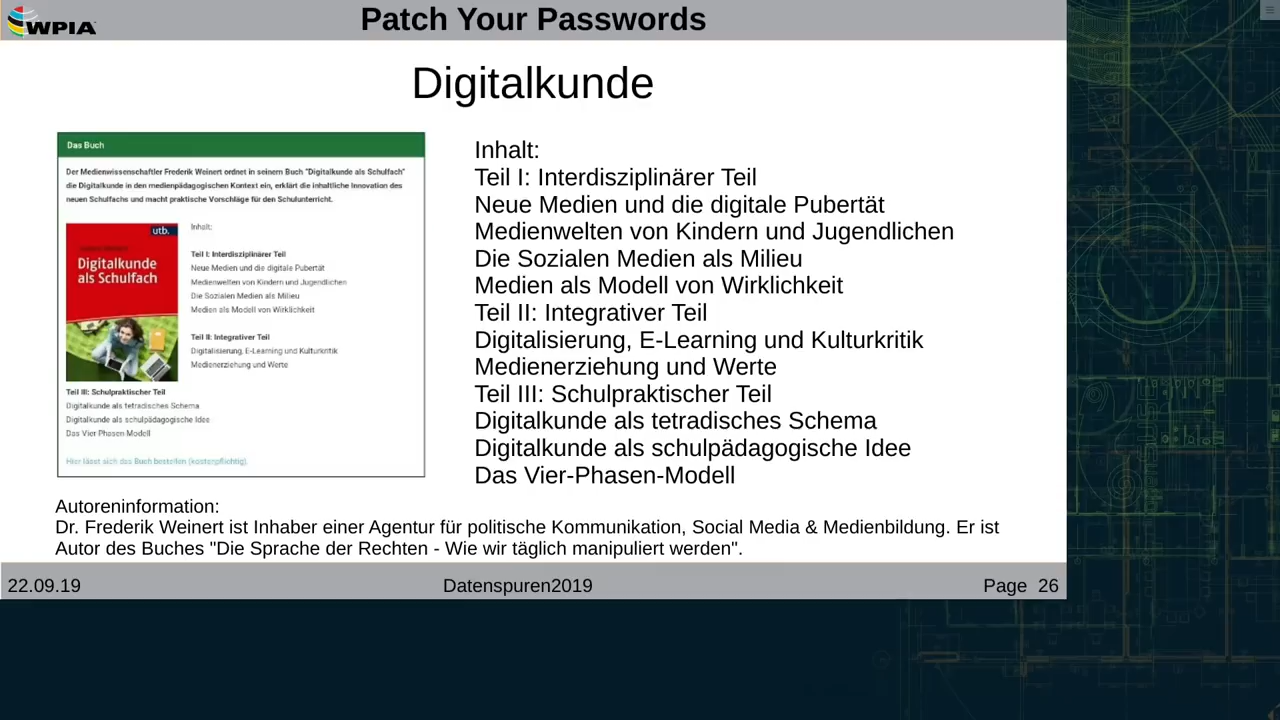 WPIA
Patch Your Passwords
Digitalkunde
Das Buch
Der Medienwissenschaftler Frederik Weinert ordnet in seinem Buch "Digitalkunde als Schulfach"
die Digitalkunde in den medienpädagogischen Kontext ein, erklärt die inhaltliche Innovation des
neuen Schulfachs und macht praktische Vorschläge für den Schulunterricht.
utb.
Digitalkunde
als Schulfach
Inhalt:
Teil I: Interdisziplinärer Teil
Neue Medien und die digitale Pubertät
Medienwelten von Kindern und Jugendlichen
Die Sozialen Medien als Milieu
Medien als Modell von Wirklichkeit
Teil II: Integrativer Teil
Digitalisierung, E-Learning und Kulturkritik
Medienerziehung und Werte
Teil III: Schulpraktischer Teil
Digitalkunde als tetradisches Schema
Digitalkunde als schulpädagogische Idee
Das Vier-Phasen-Modell
Hier lässt sich das Buch bestellen (kostenpflichtig).
Inhalt:
Teil I: Interdisziplinärer Teil
Neue Medien und die digitale Pubertät
Medienwelten von Kindern und Jugendlichen
Die Sozialen Medien als Milieu
Medien als Modell von Wirklichkeit
Teil II: Integrativer Teil
Digitalisierung, E-Learning und Kulturkritik
Medienerziehung und Werte
Teil III: Schulpraktischer Teil
Digitalkunde als tetradisches Schema
Digitalkunde als schulpädagogische Idee
Das Vier-Phasen-Modell
Autoreninformation:
Dr. Frederik Weinert ist Inhaber einer Agentur für politische Kommunikation, Social Media & Medienbildung. Er ist
Autor des Buches "Die Sprache der Rechten - Wie wir täglich manipuliert werden".
22.09.19
Datenspuren2019
Page 26